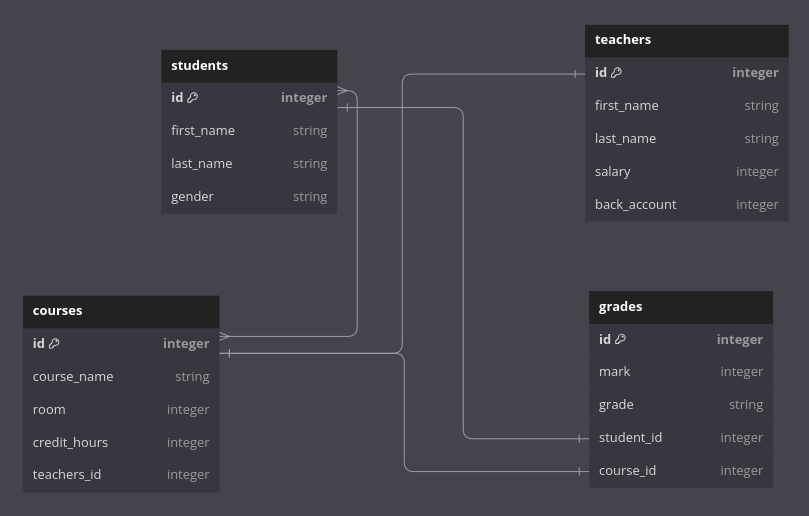 teachers
id integer
first_name string
last_name string
salary integer
back_account integer
students
id integer
first_name string
last_name string
gender string
courses
id integer
course_name string
room integer
credit_hours integer
teachers_id integer
grades
id integer
mark integer
grade string
student_id integer
course_id integer